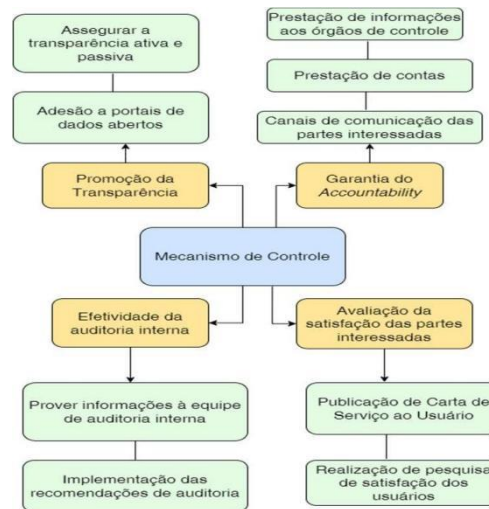 Assegurar a
transparência ativa e
passiva
Adesão a portais de
dados abertos
Promoção da
Transparência
Prestação de informações
aos órgãos de controle
Prestação de contas
Canais de comunicação das
partes interessadas
Garantia do
Accountability
Mecanismo de Controle
Efetividade da
auditoria interna
Prover informações à equipe
de auditoria interna
Implementação das
recomendações de auditoria
Avaliação da
satisfação das partes
interessadas
Publicação de Carta de
Serviço ao Usuário
Realização de pesquisa
de satisfação dos
usuários